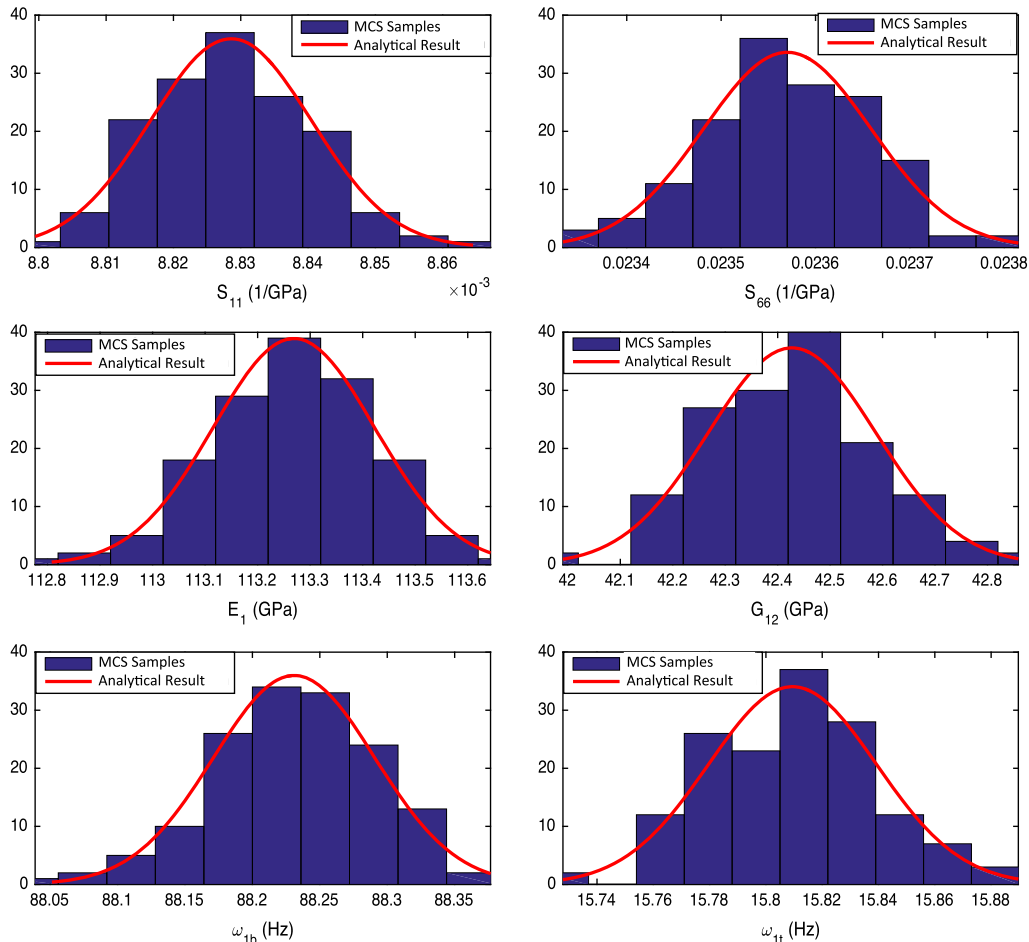 40
30
20
10
0
MCS Samples
Analytical Result
8.8 8.81 8.82 8.83 8.84 8.85 8.86
S11 (1/GPa) ×10-3
40
30
20
10
0
MCS Samples
Analytical Result
0.0234 0.0235 0.0236 0.0237 0.0238
S66 (1/GPa)
40
30
20
10
0
MCS Samples
Analytical Result
112.8 112.9 113 113.1 113.2 113.3 113.4 113.5 113.6
E1 (GPa)
40
30
20
10
0
MCS Samples
Analytical Result
42 42.1 42.2 42.3 42.4 42.5 42.6 42.7 42.8
G12 (GPa)
40
30
20
10
0
MCS Samples
Analytical Result
88.05 88.1 88.15 88.2 88.25 88.3 88.35
ω1b (Hz)
40
30
20
10
0
MCS Samples
Analytical Result
15.74 15.76 15.78 15.8 15.82 15.84 15.86 15.88
ω1t (Hz)